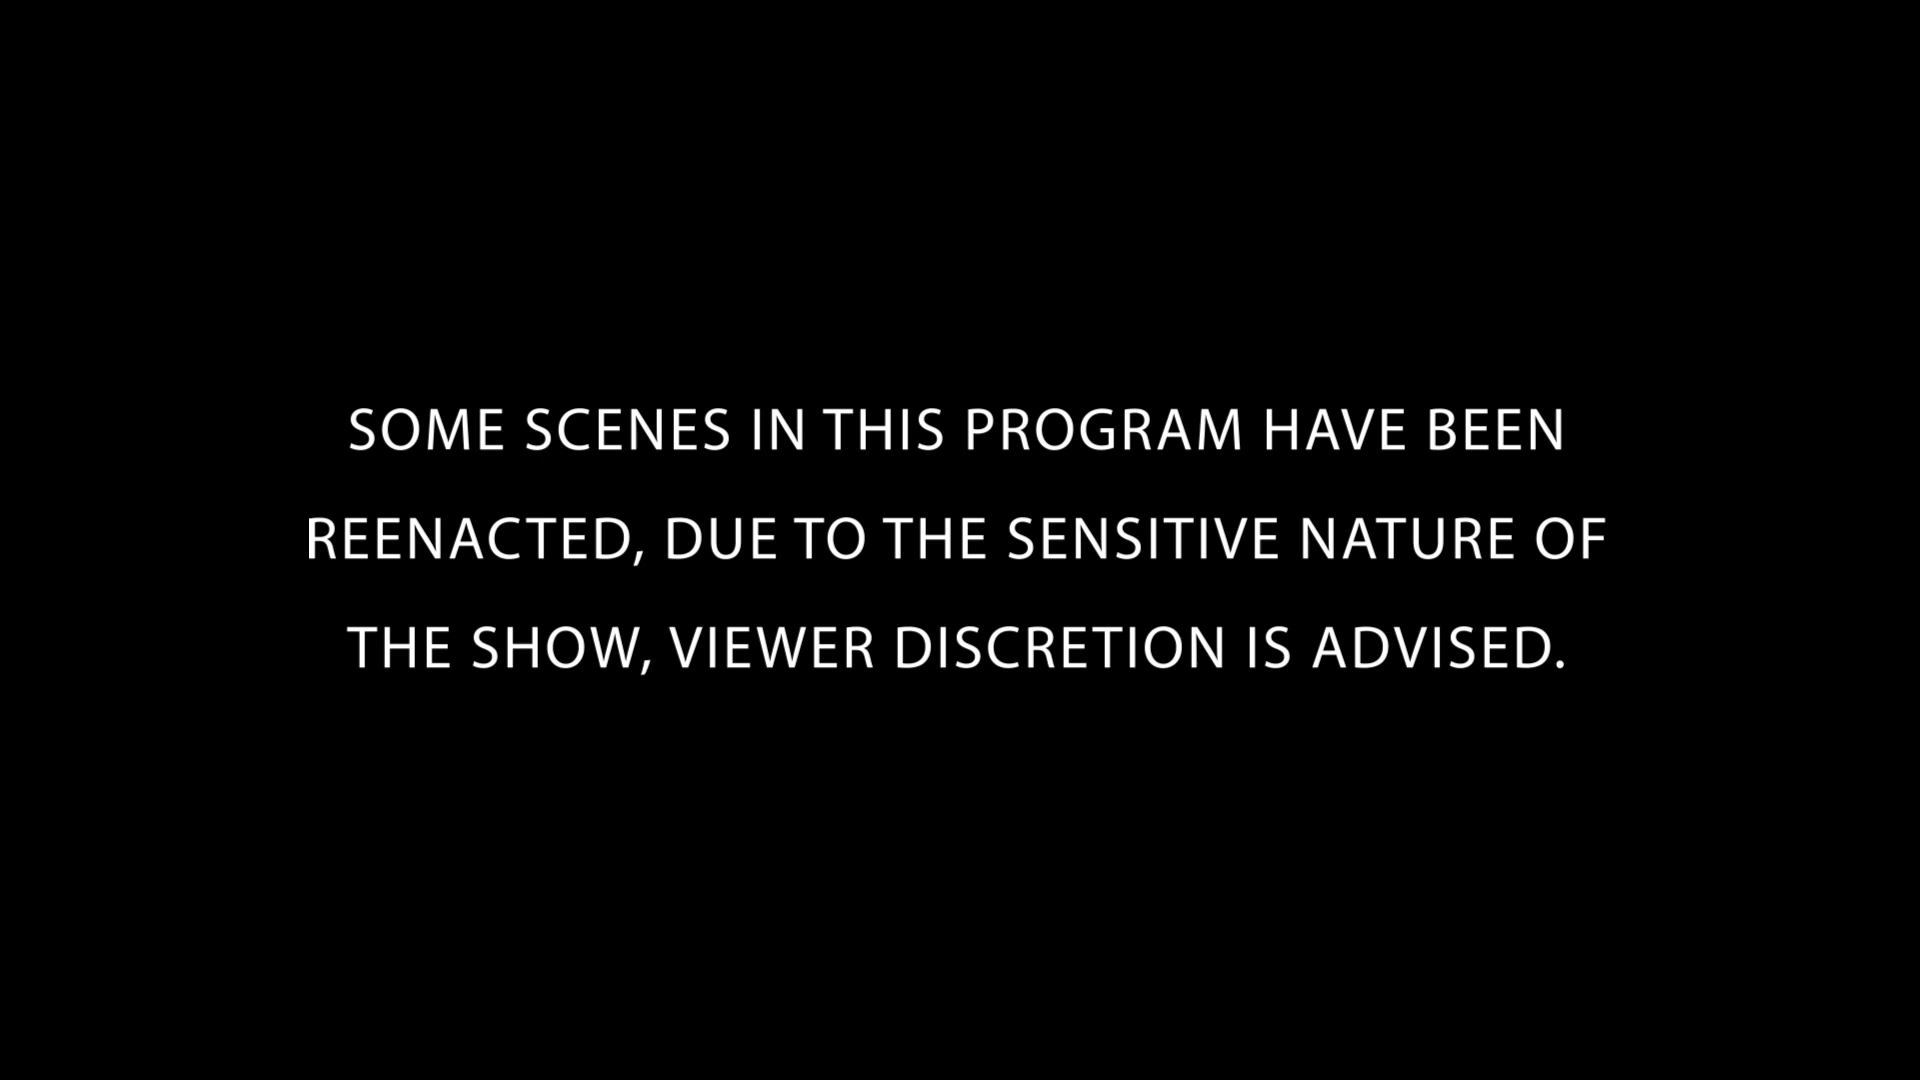 SOME SCENES IN THIS PROGRAM HAVE BEEN
REENACTED, DUE TO THE SENSITIVE NATURE OF
THE SHOW, VIEWER DISCRETION IS ADVISED.